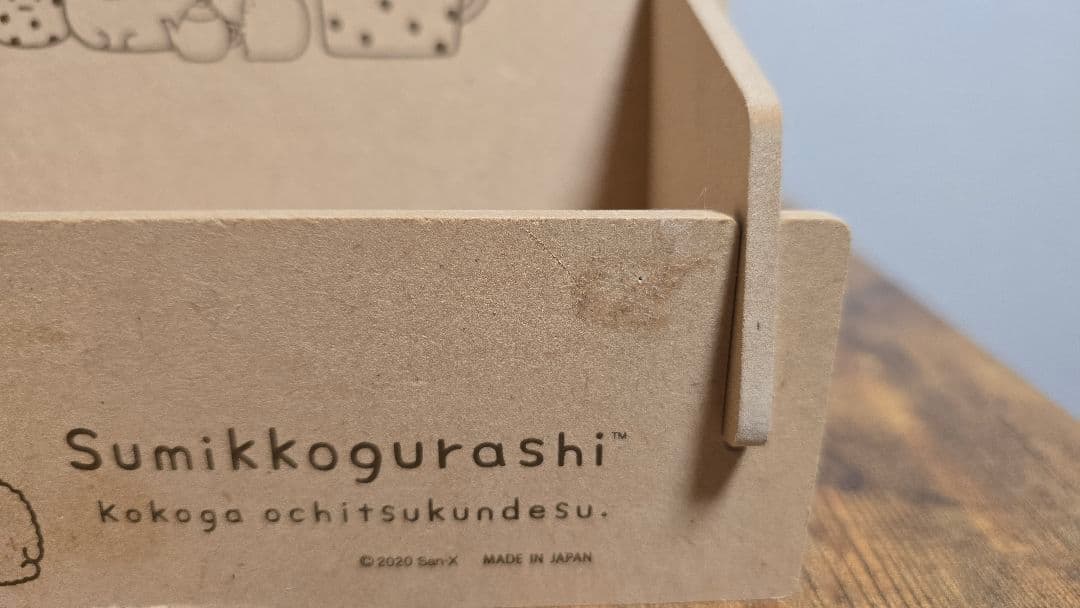 Sumikkogurashi™
kokoga ochitsukundesu.
© 2020 San-X MADE IN JAPAN